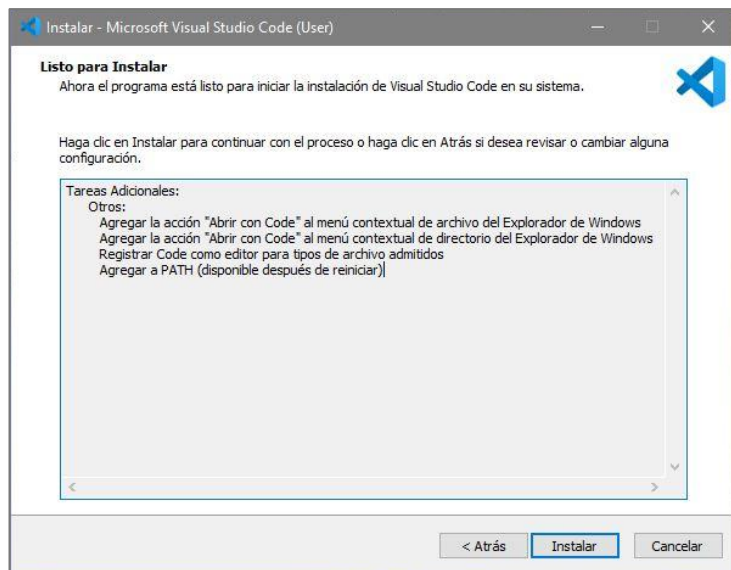 Instalar - Microsoft Visual Studio Code (User)
Listo para Instalar
Ahora el programa está listo para iniciar la instalación de Visual Studio Code en su sistema.
Haga clic en Instalar para continuar con el proceso o haga clic en Atrás si desea revisar o cambiar alguna
configuración.
Tareas Adicionales:
Otros:
Agregar la acción "Abrir con Code" al menú contextual de archivo del Explorador de Windows
Agregar la acción "Abrir con Code" al menú contextual de directorio del Explorador de Windows
Registrar Code como editor para tipos de archivo admitidos
Agregar a PATH (disponible después de reiniciar)
< Atrás
Instalar
Cancelar